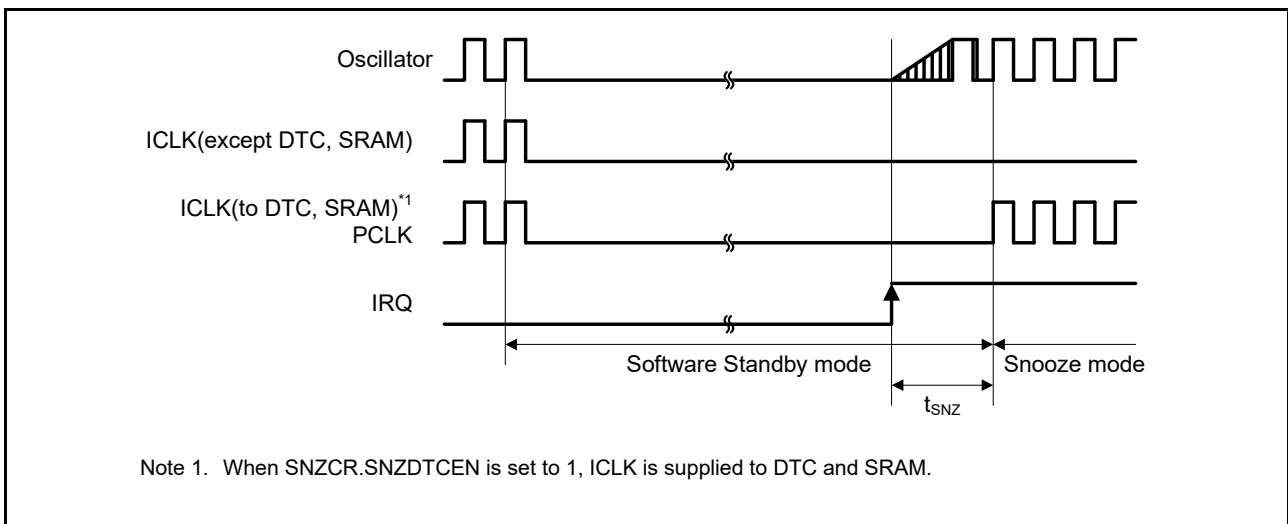 Oscillator
ICLK(except DTC, SRAM)
ICLK(to DTC, SRAM)*1
PCLK
IRQ
Software Standby mode
Snooze mode
tSNZ
Note 1. When SNZCR.SNZDTCEN is set to 1, ICLK is supplied to DTC and SRAM.